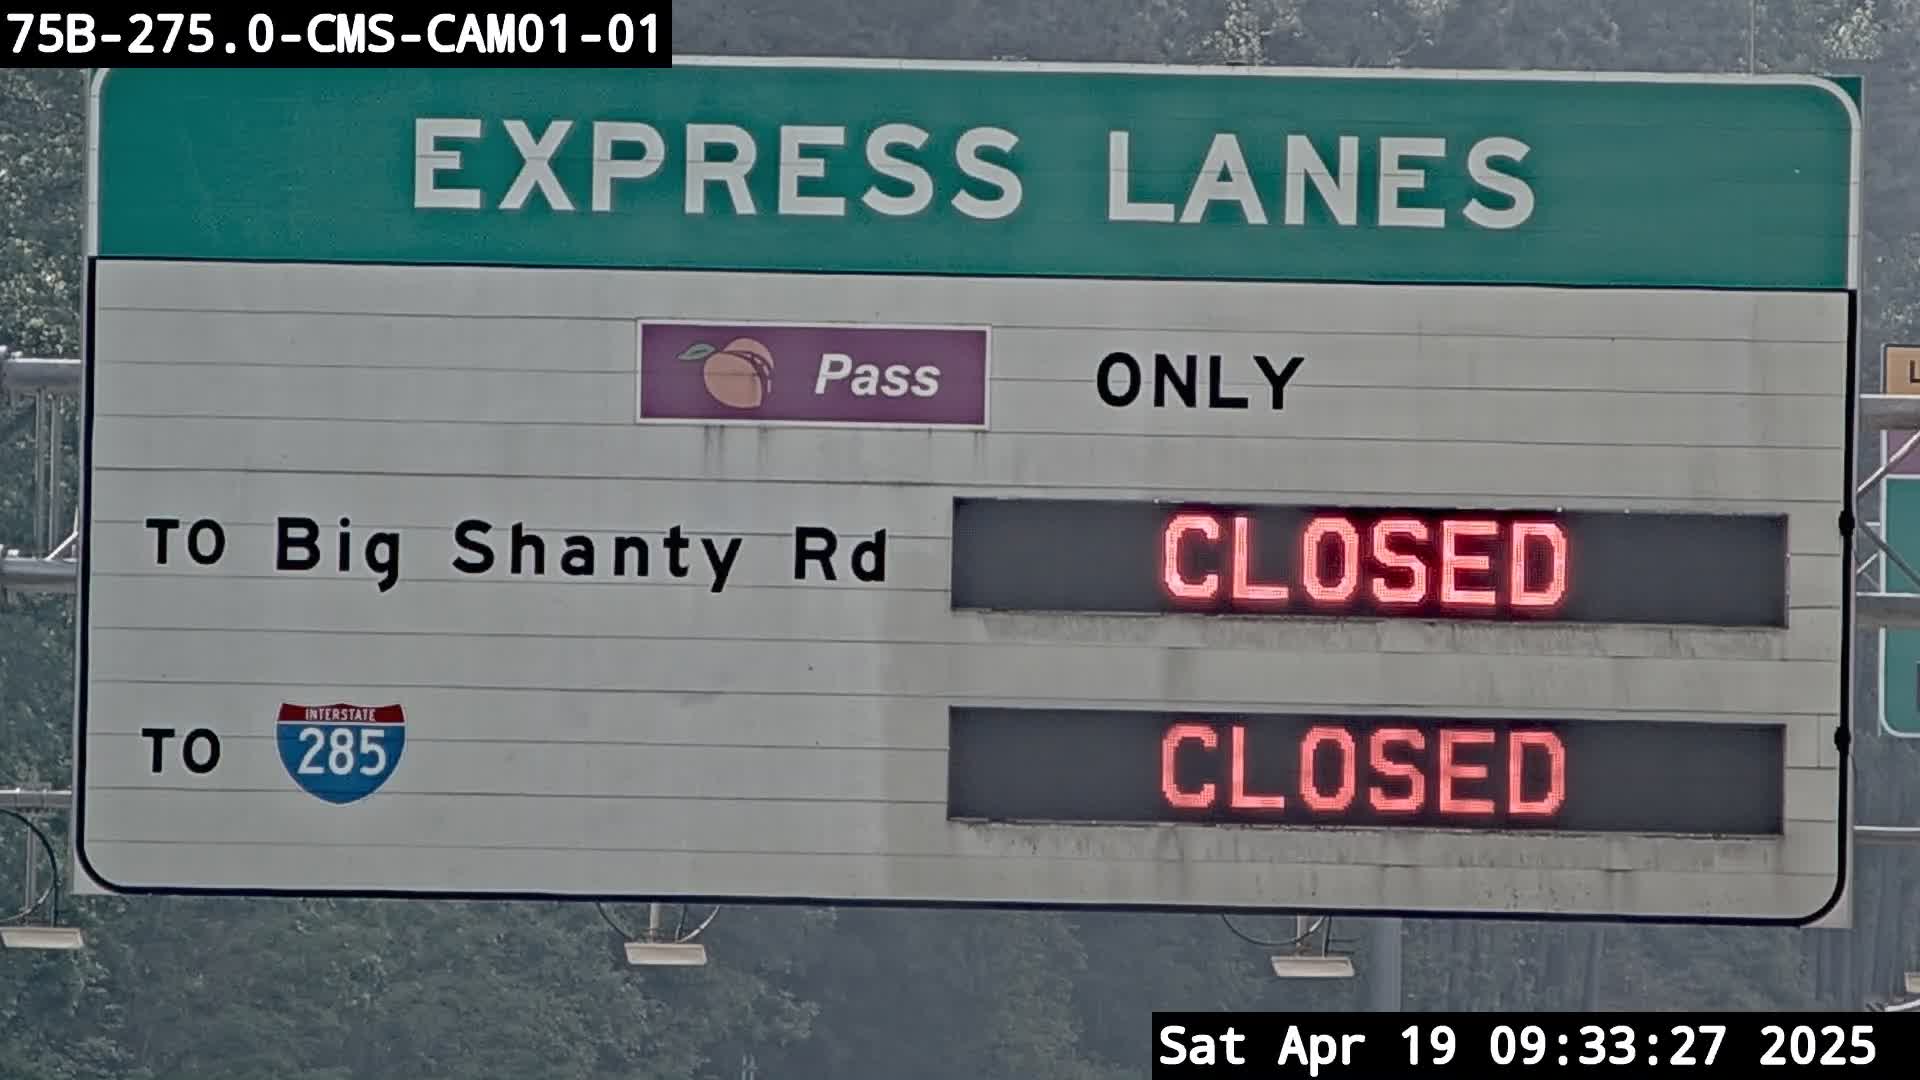 75B-275.0-CMS-CAM01-01
EXPRESS LANES
Pass ONLY
TO Big Shanty Rd CLOSED
TO INTERSTATE 285 CLOSED
Sat Apr 19 09:33:27 2025